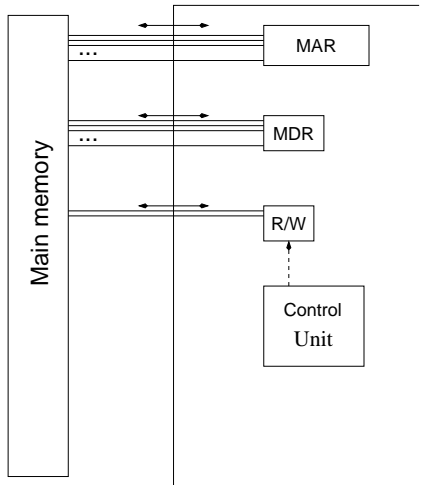 MAR
...
MDR
...
Main memory
R/W
Control
Unit